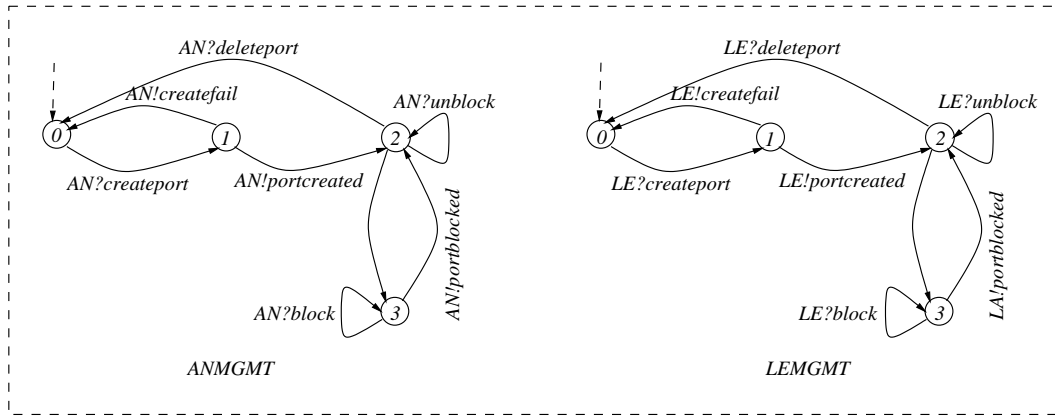 AN?deleteport
LE?deleteport
AN!createfail
AN?unblock
LE!createfail
LE?unblock
0
1
2
0
1
2
AN?createport
AN!portcreated
LE?createport
LE!portcreated
AN!portblocked
LA!portblocked
AN?block
3
LE?block
3
ANMGMT
LEMGMT